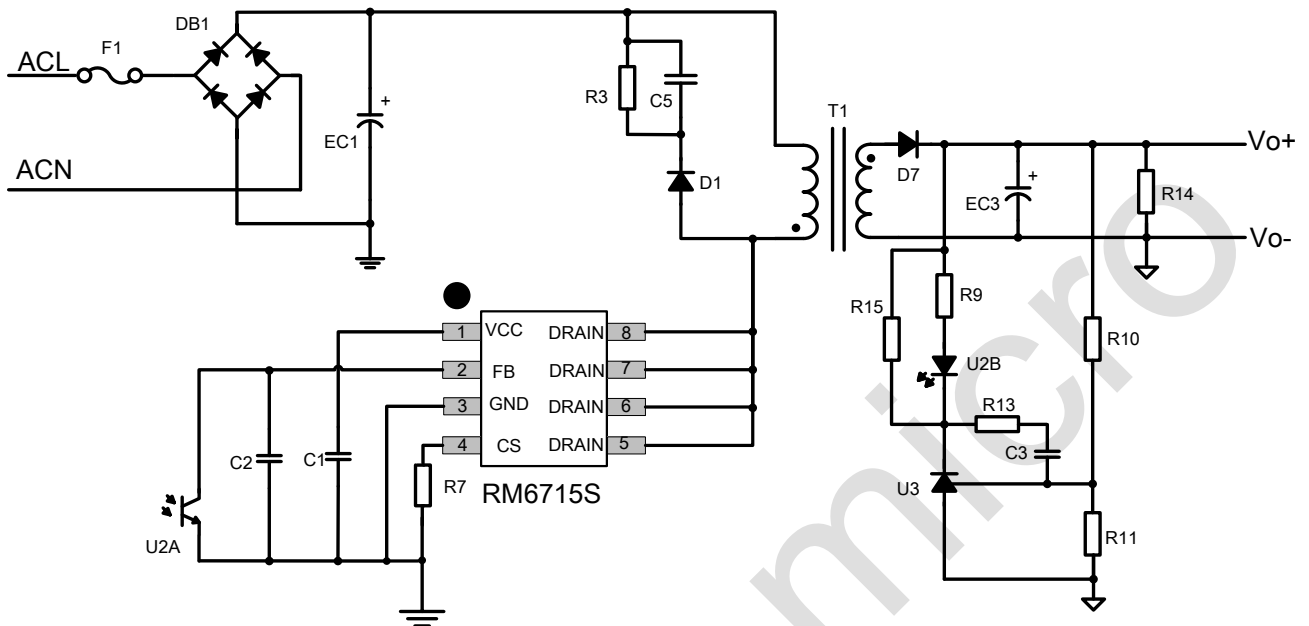 DB1
F1
ACL
R3
C5
+
EC1
T1
ACN
D1
D7
+
EC3
R14
Vo+
Vo-
R15
R9
R10
U2B
R13
C3
U3
R11
1 VCC DRAIN 8
2 FB DRAIN 7
3 GND DRAIN 6
4 CS DRAIN 5
C2
C1
R7
RM6715S
U2A
micro